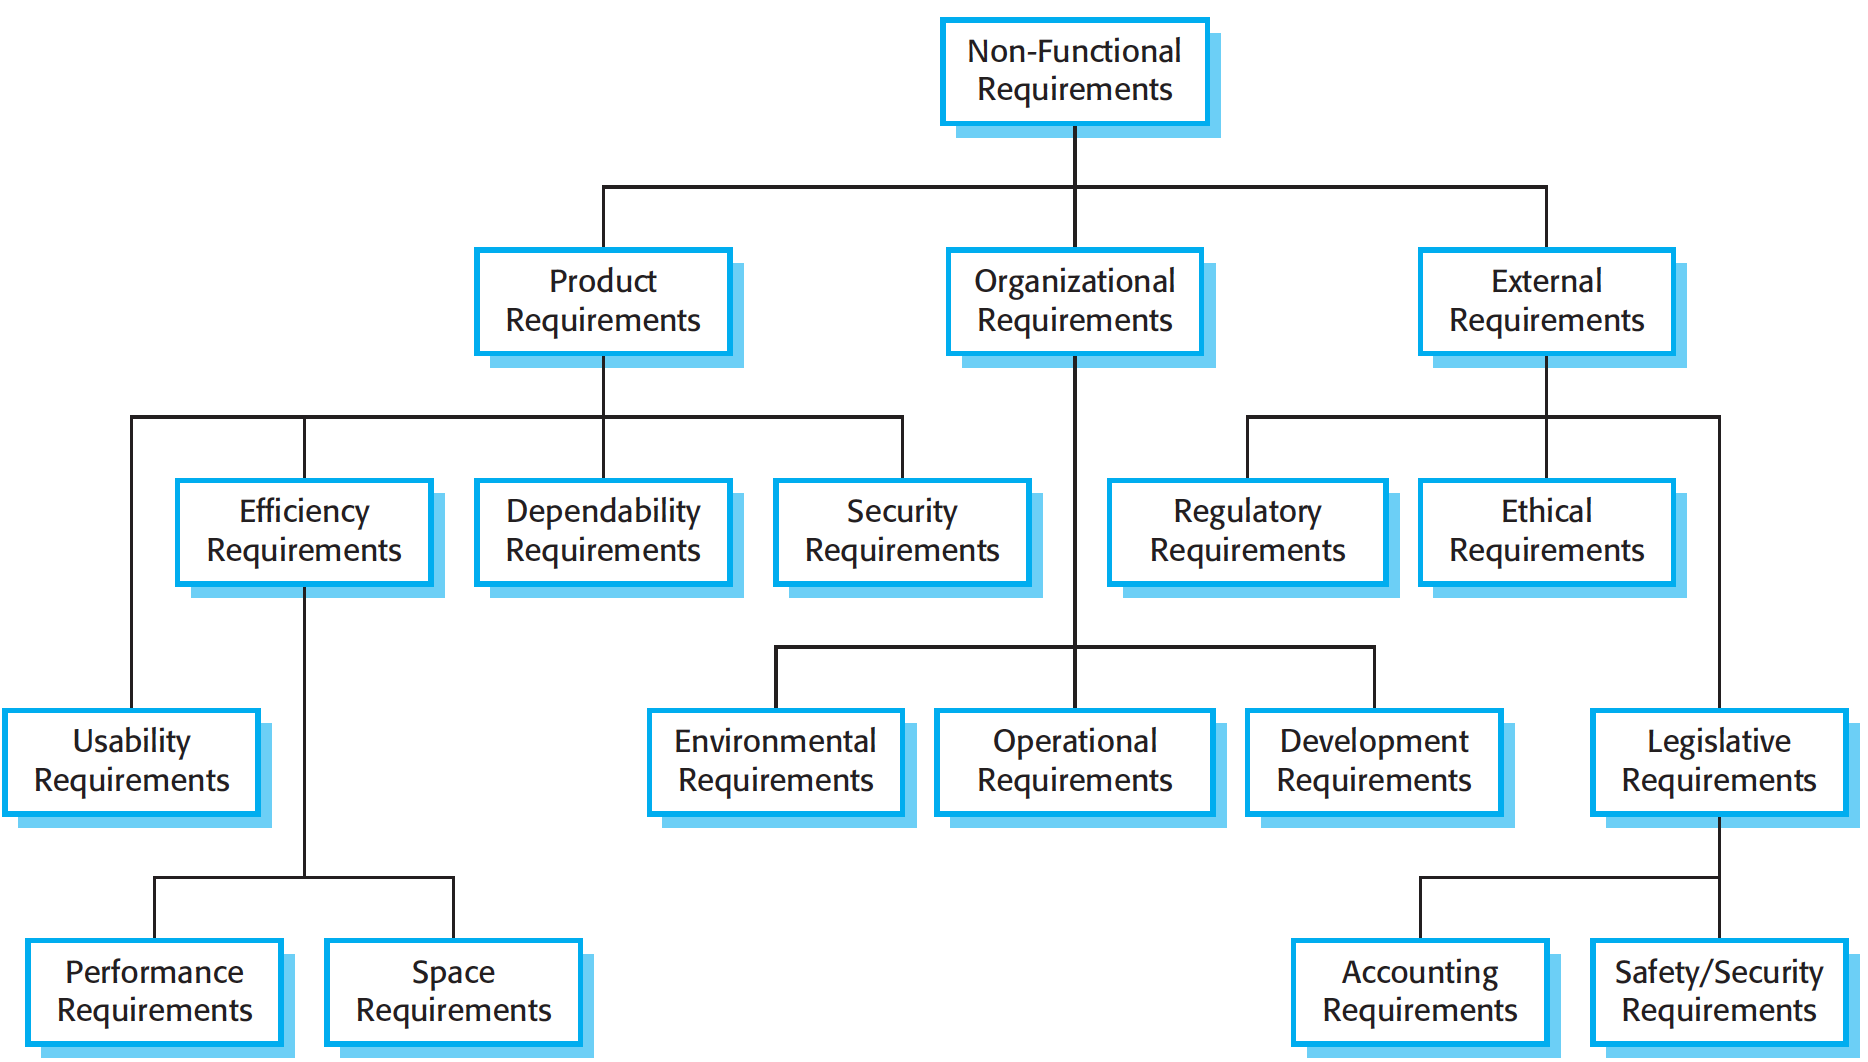 Non-Functional
Requirements
Product
Requirements
Organizational
Requirements
External
Requirements
Efficiency
Requirements
Dependability
Requirements
Security
Requirements
Regulatory
Requirements
Ethical
Requirements
Usability
Requirements
Environmental
Requirements
Operational
Requirements
Development
Requirements
Legislative
Requirements
Performance
Requirements
Space
Requirements
Accounting
Requirements
Safety/Security
Requirements